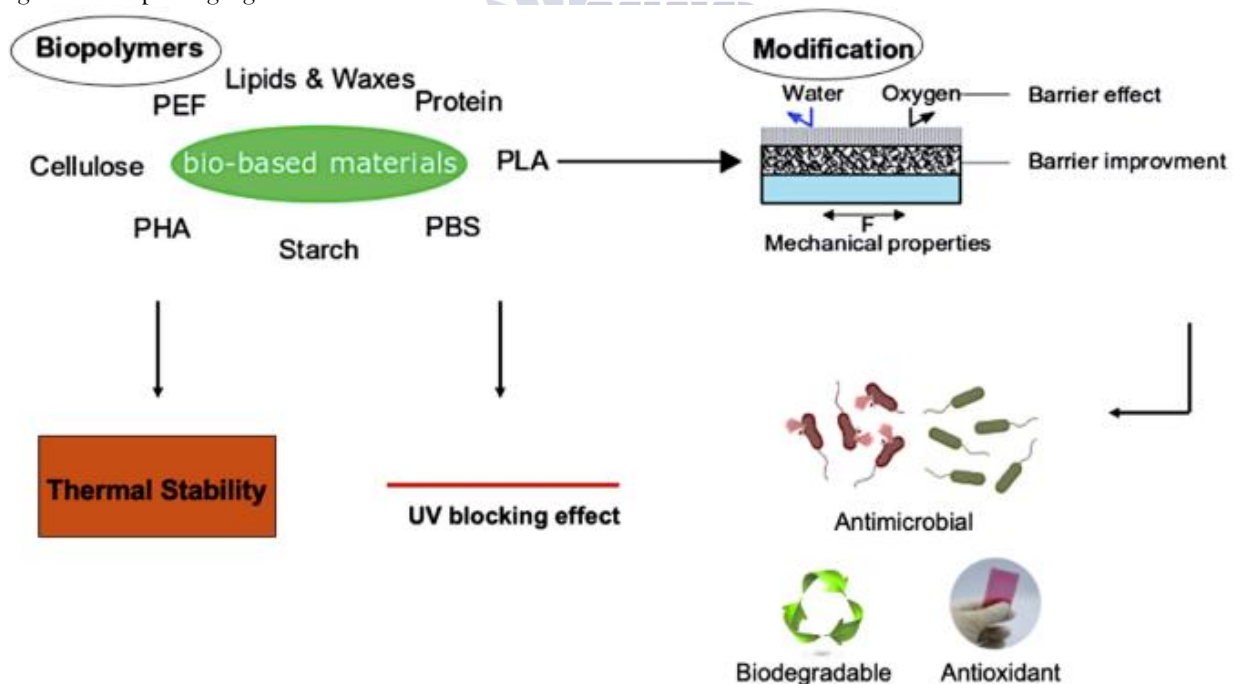 Biopolymers
Modification
Lipids & Waxes
PEF
Protein
Water
Oxygen
Barrier effect
Cellulose
bio-based materials
PLA
Barrier improvment
PHA
Starch
PBS
F
Mechanical properties
Thermal Stability
UV blocking effect
Antimicrobial
Biodegradable
Antioxidant